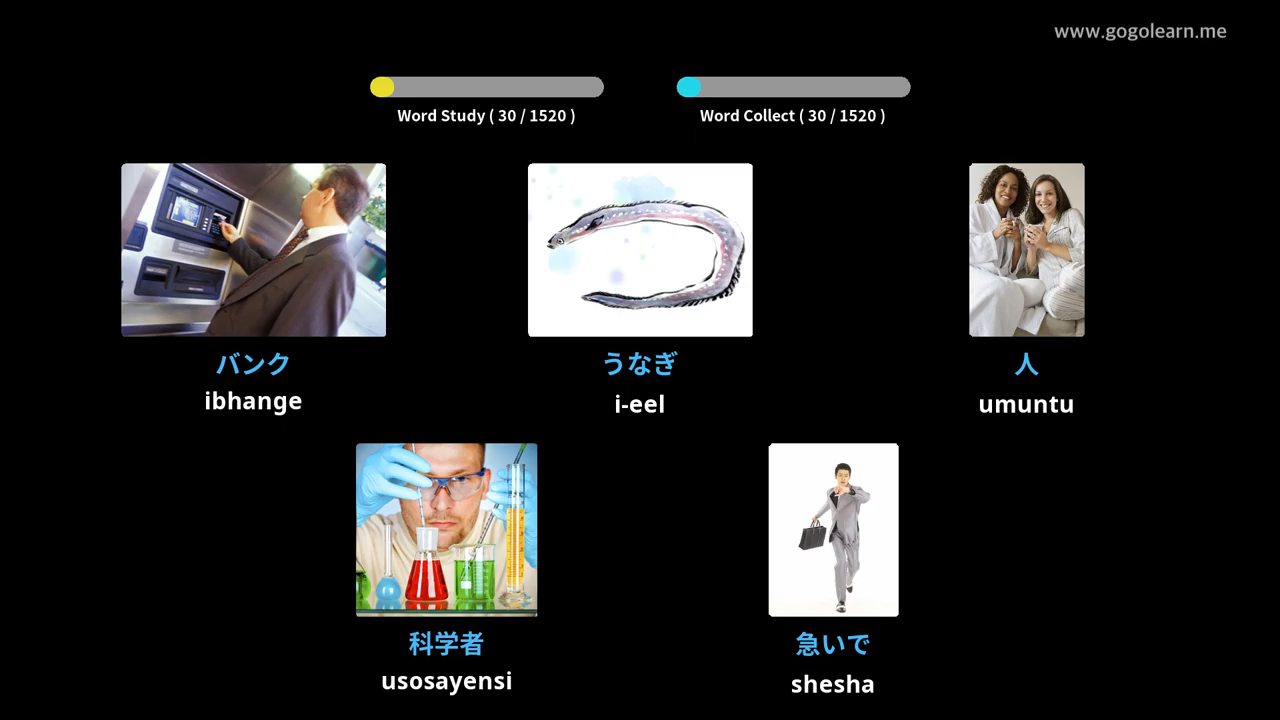 www.gogolearn.me
Word Study ( 30 / 1520 )
Word Collect ( 30 / 1520 )
バンク
ibhange
うなぎ
i-eel
人
umuntu
科学者
usosayensi
急いで
shesha